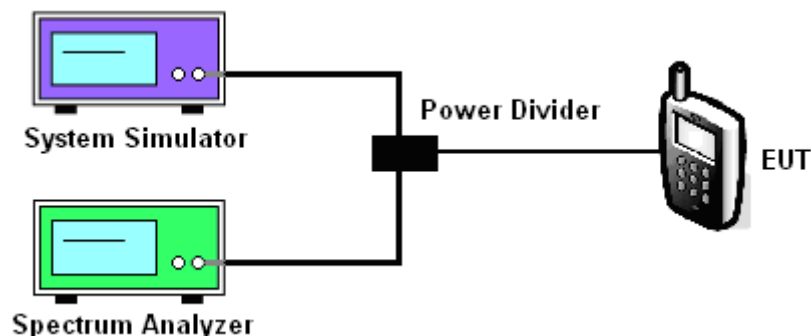 System Simulator
Power Divider
EUT
Spectrum Analyzer